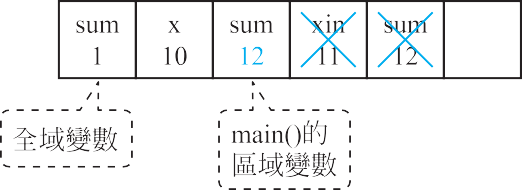 sum x sum xin sum
1 10 12 11 12
全域變數
main()的
區域變數